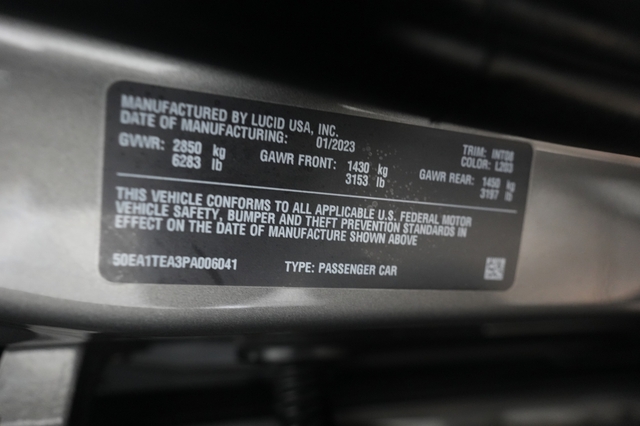 MANUFACTURED BY LUCID USA, INC.
DATE OF MANUFACTURING: 01/2023
TRIM: INT08
COLOR: L203
GVWR: 2850 kg GAWR FRONT: 1430 kg GAWR REAR: 1450 kg
6283 lb 3153 lb 3197 lb
THIS VEHICLE CONFORMS TO ALL APPLICABLE U.S. FEDERAL MOTOR
VEHICLE SAFETY, BUMPER AND THEFT PREVENTION STANDARDS IN
EFFECT ON THE DATE OF MANUFACTURE SHOWN ABOVE
50EA1TEA3PA006041 TYPE: PASSENGER CAR